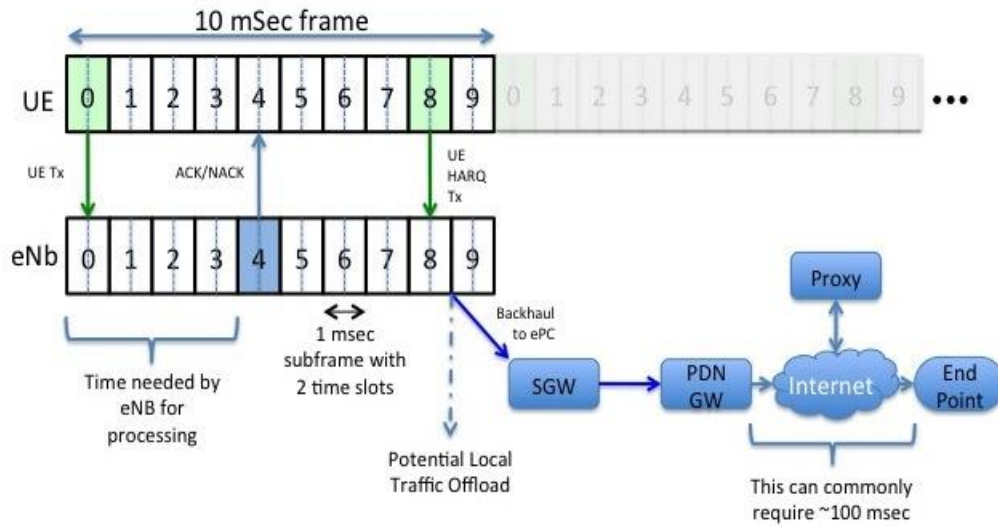 10 mSec frame
UE
0 1 2 3 4 5 6 7 8 9 0 1 2 3 4 5 6 7 8 9 •••
UE Tx
ACK/NACK
UE
HARQ
Tx
eNb
0 1 2 3 4 5 6 7 8 9
Time needed by
eNB for
processing
1 msec
subframe with
2 time slots
Backhaul
to ePC
Potential Local
Traffic Offload
SGW
PDN
GW
Proxy
Internet
End
Point
This can commonly
require ~100 msec